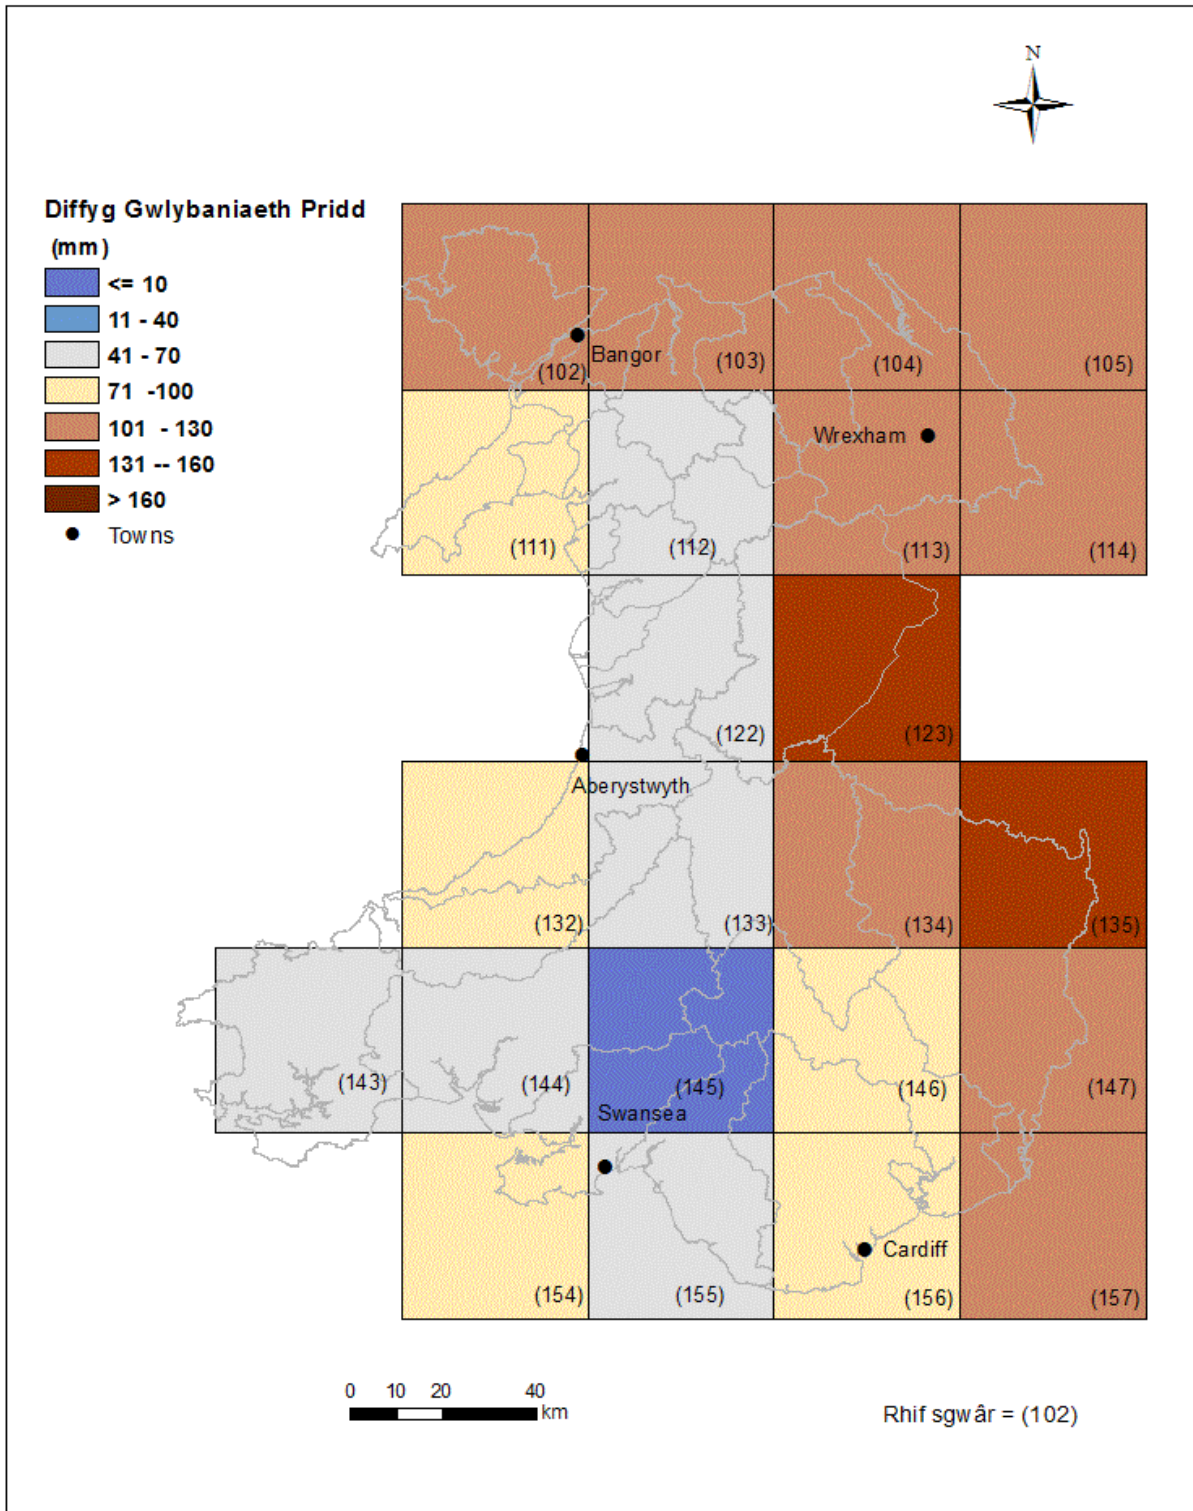 N
Diffyg Gwlybaniaeth Pridd
(mm)
<= 10
11 - 40
41 - 70
71 -100
101 - 130
131 -- 160
> 160
Towns
Bangor
(102)
(103)
(104)
(105)
Wrexham
(111)
(112)
(113)
(114)
(122)
(123)
Aberystwyth
(132)
(133)
(134)
(135)
(143)
(144)
(145)
(146)
(147)
Swansea
Cardiff
(154)
(155)
(156)
(157)
0 10 20 40
km
Rhif sgwâr = (102)